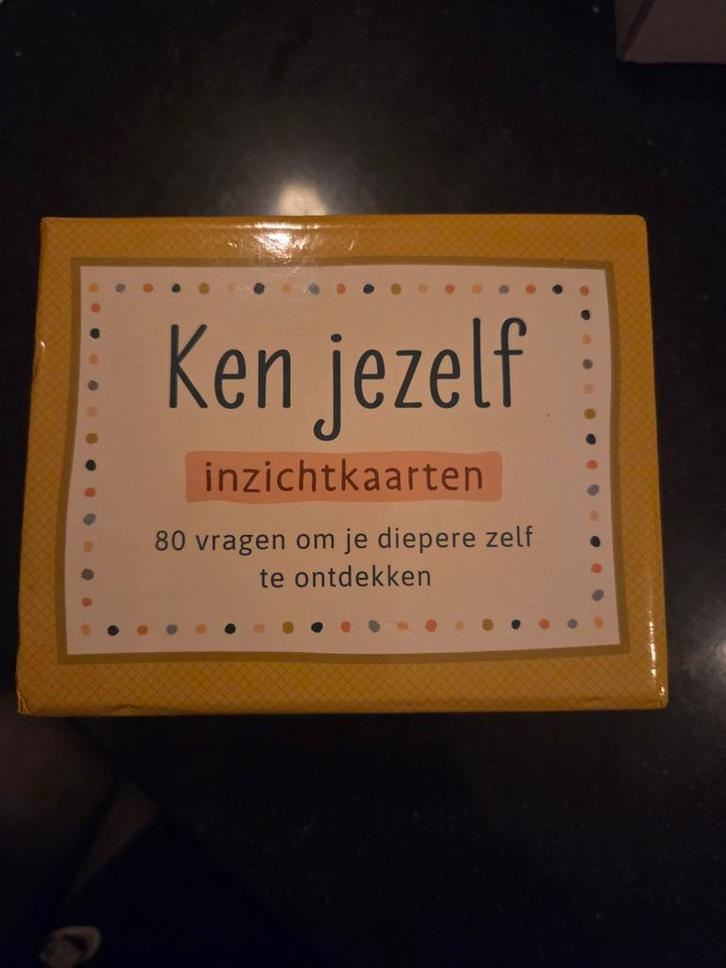 Ken jezelf
inzichtkaarten
80 vragen om je diepere zelf
te ontdekken